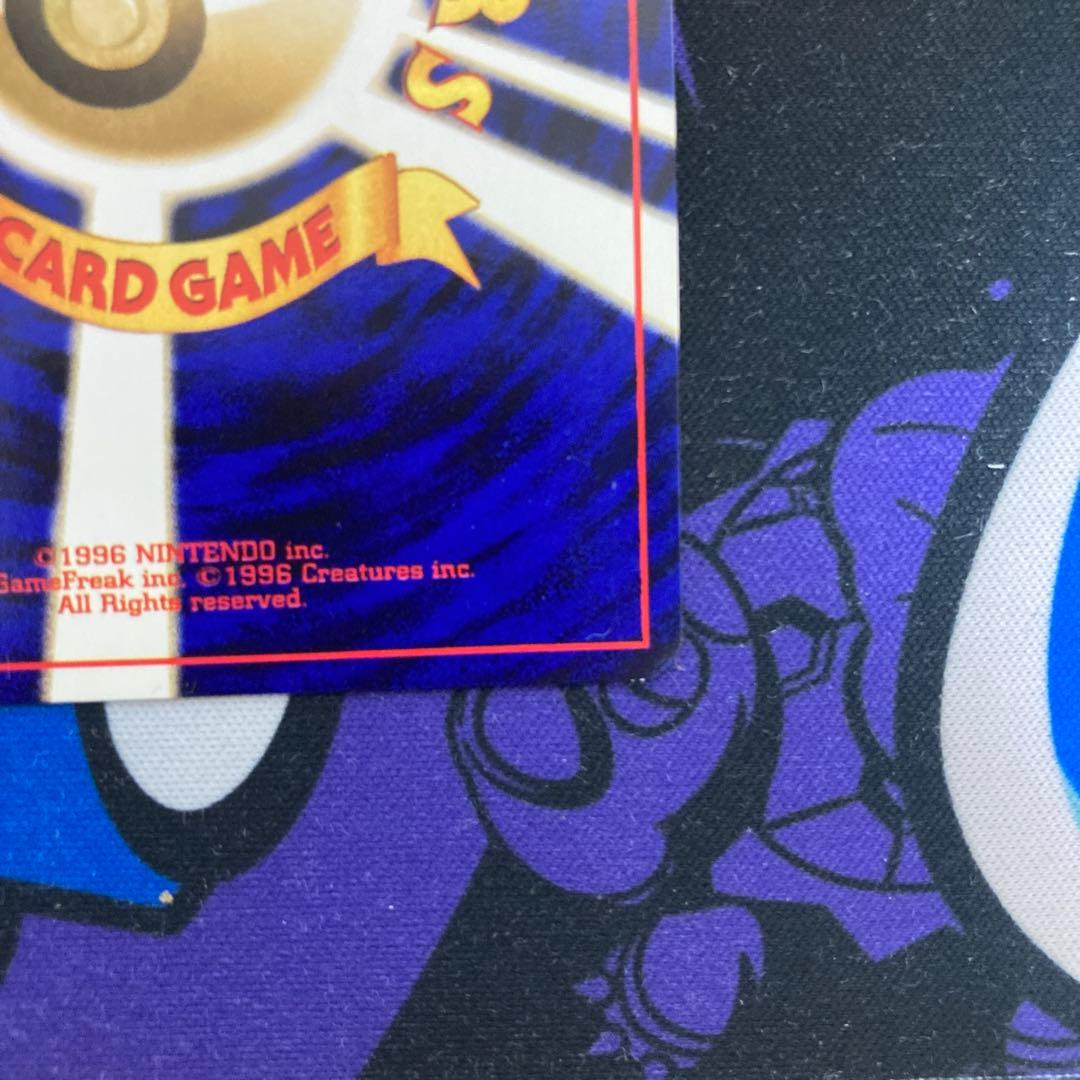 S
CARD GAME
©1996 NINTENDO inc.
GameFreak inc. ©1996 Creatures inc.
All Rights reserved.